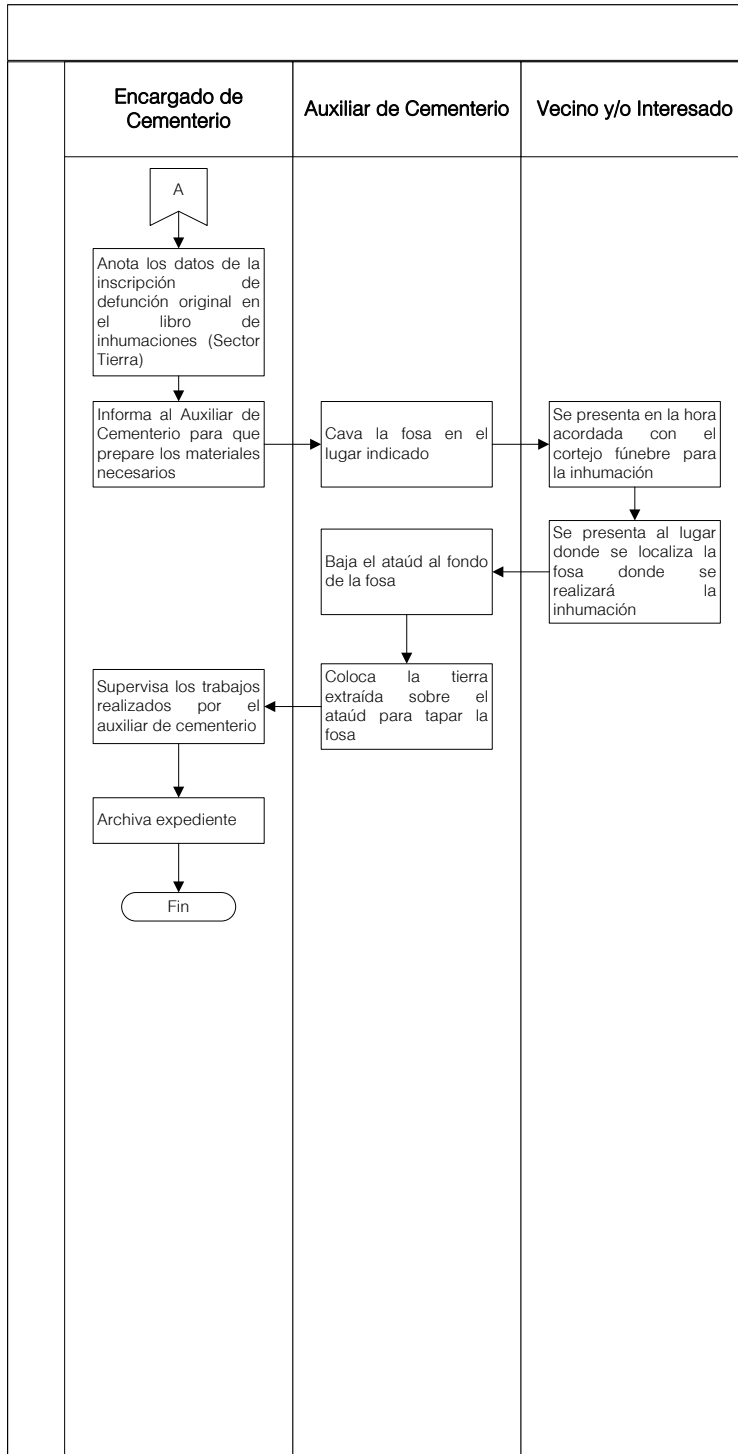 Encargado de
Cementerio
Auxiliar de Cementerio
Vecino y/o Interesado
A
Anota los datos de la
inscripción de
defunción original en
el libro de
inhumaciones (Sector
Tierra)
Informa al Auxiliar de
Cementerio para que
prepare los materiales
necesarios
Cava la fosa en el
lugar indicado
Se presenta en la hora
acordada con el
cortejo fúnebre para
la inhumación
Se presenta al lugar
donde se localiza la
fosa donde se
realizará la
inhumación
Baja el ataúd al fondo
de la fosa
Coloca la tierra
extraída sobre el
ataúd para tapar la
fosa
Supervisa los trabajos
realizados por el
auxiliar de cementerio
Archiva expediente
Fin